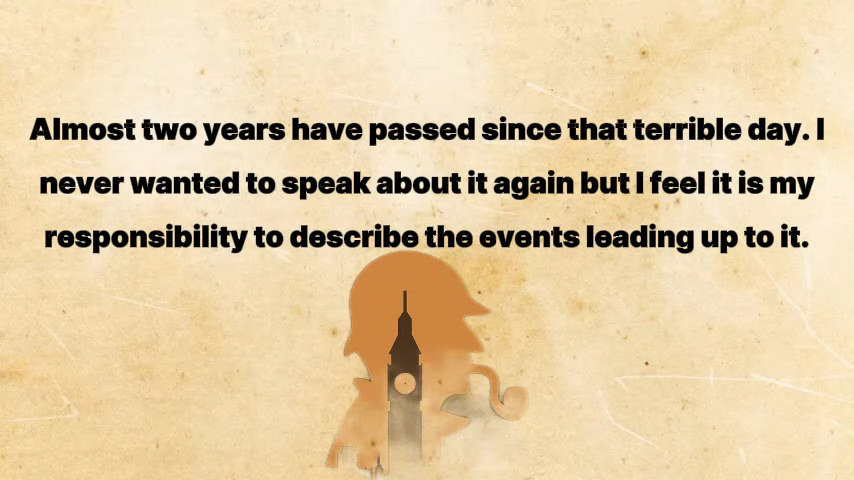 Almost two years have passed since that terrible day. I
never wanted to speak about it again but I feel it is my
responsibility to describe the events leading up to it.